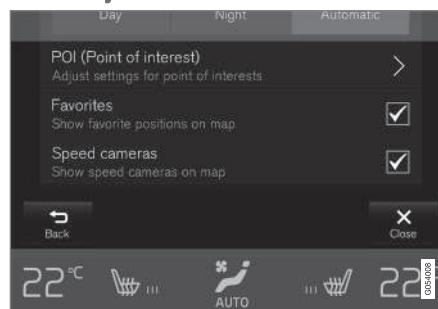 Day Night Automatic
POI (Point of interest)
Adjust settings for point of interests
Favorites
Show favorite positions on map
Speed cameras
Show speed cameras on map
Back Close
22°C AUTO 22°
G054008